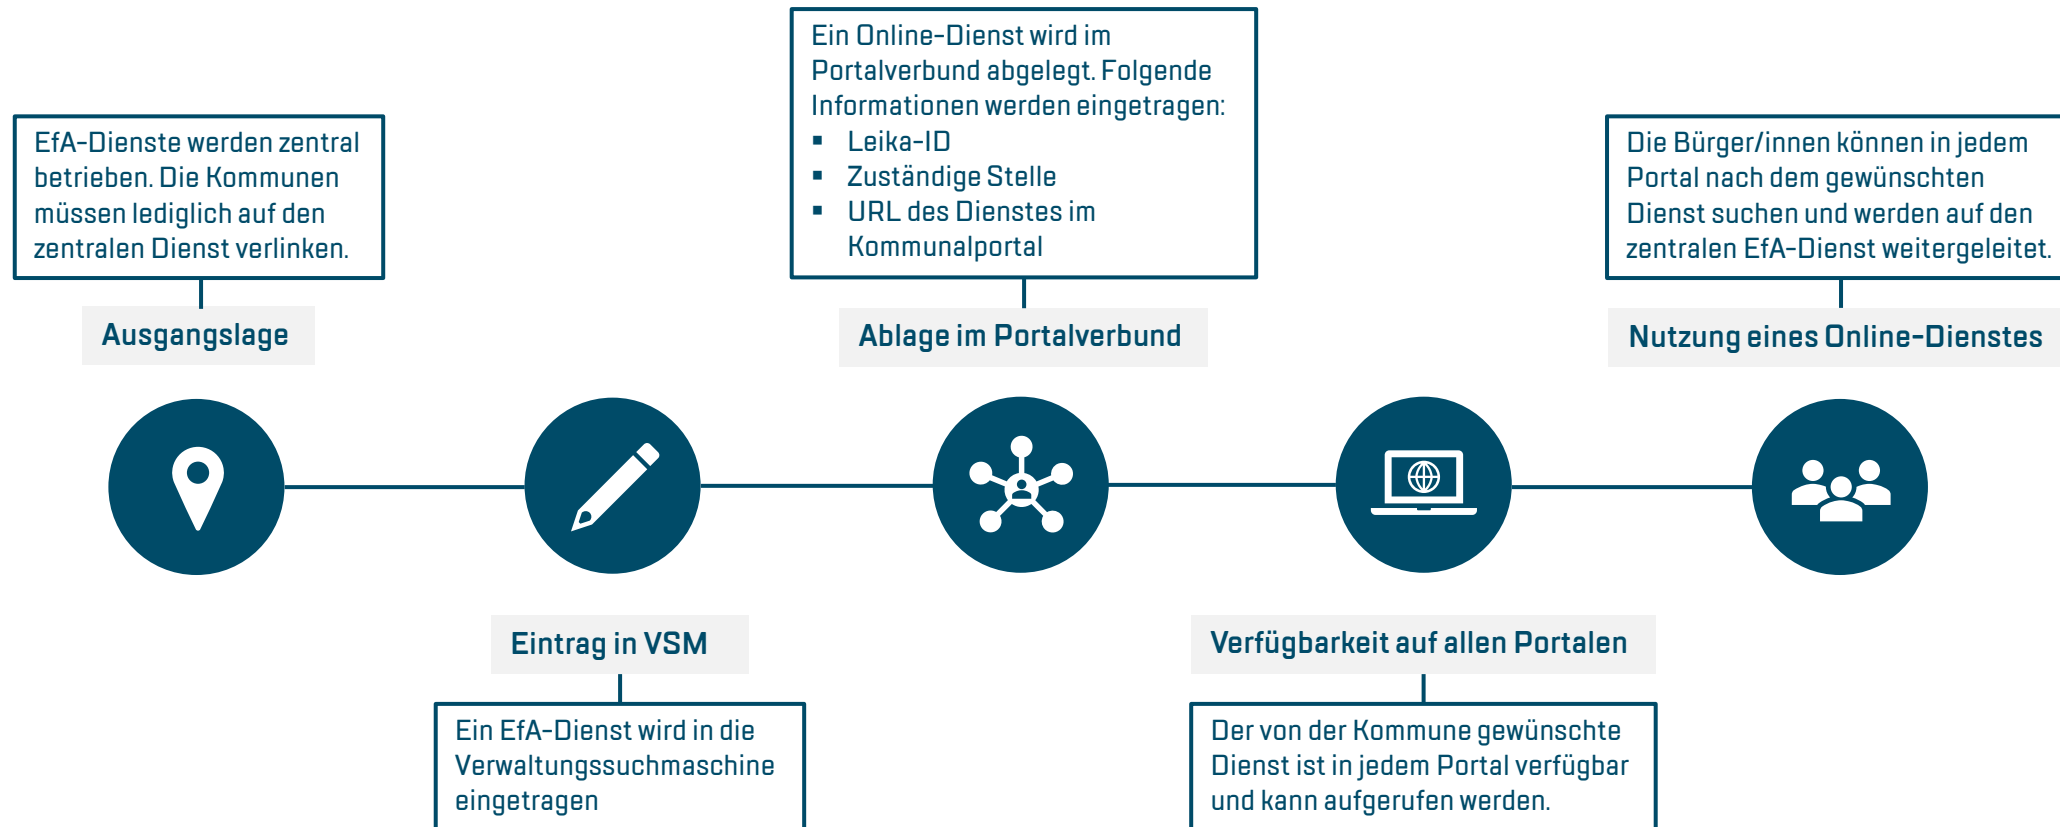 EfA-Dienste werden zentral
betrieben. Die Kommunen
müssen lediglich auf den
zentralen Dienst verlinken.
Ausgangslage
Eintrag in VSM
Ein EfA-Dienst wird in die
Verwaltungssuchmaschine
eingetragen
Ein Online-Dienst wird im
Portalverbund abgelegt. Folgende
Informationen werden eingetragen:
▪ Leika-ID
▪ Zuständige Stelle
▪ URL des Dienstes im
Kommunalportal
Ablage im Portalverbund
Verfügbarkeit auf allen Portalen
Der von der Kommune gewünschte
Dienst ist in jedem Portal verfügbar
und kann aufgerufen werden.
Die Bürger/innen können in jedem
Portal nach dem gewünschten
Dienst suchen und werden auf den
zentralen EfA-Dienst weitergeleitet.
Nutzung eines Online-Dienstes